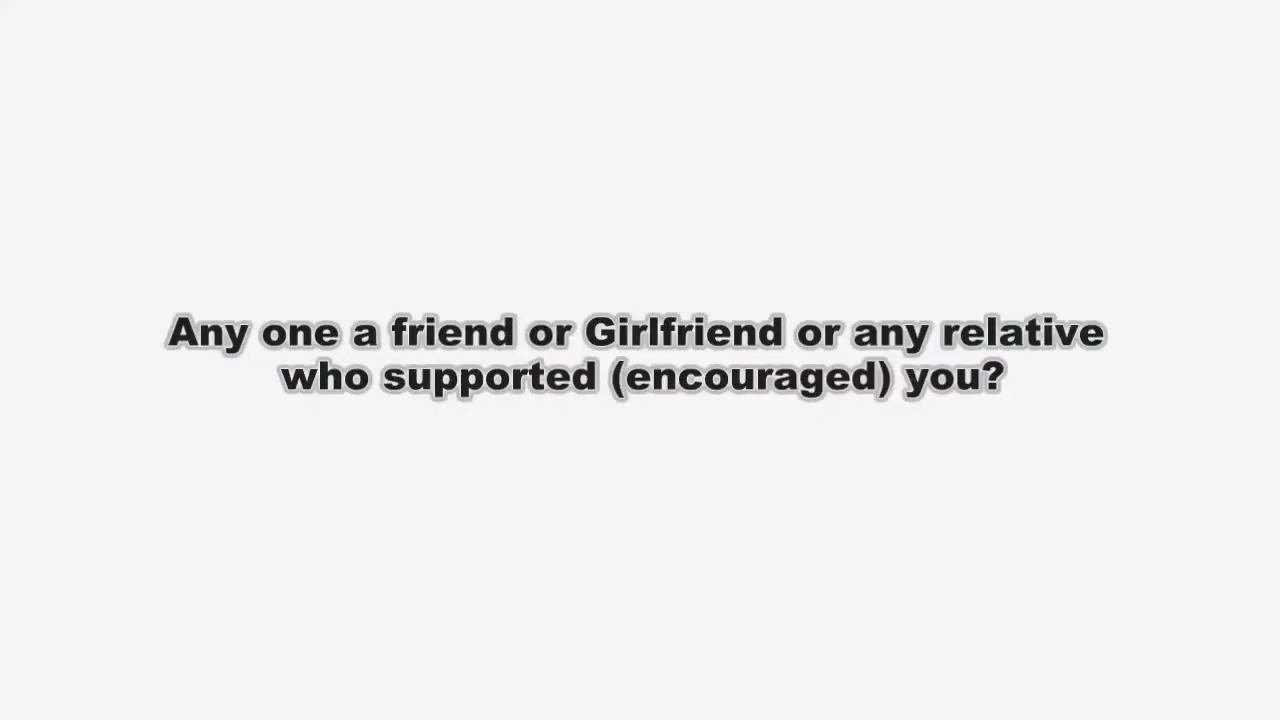 Any one a friend or Girlfriend or any relative
who supported (encouraged) you?